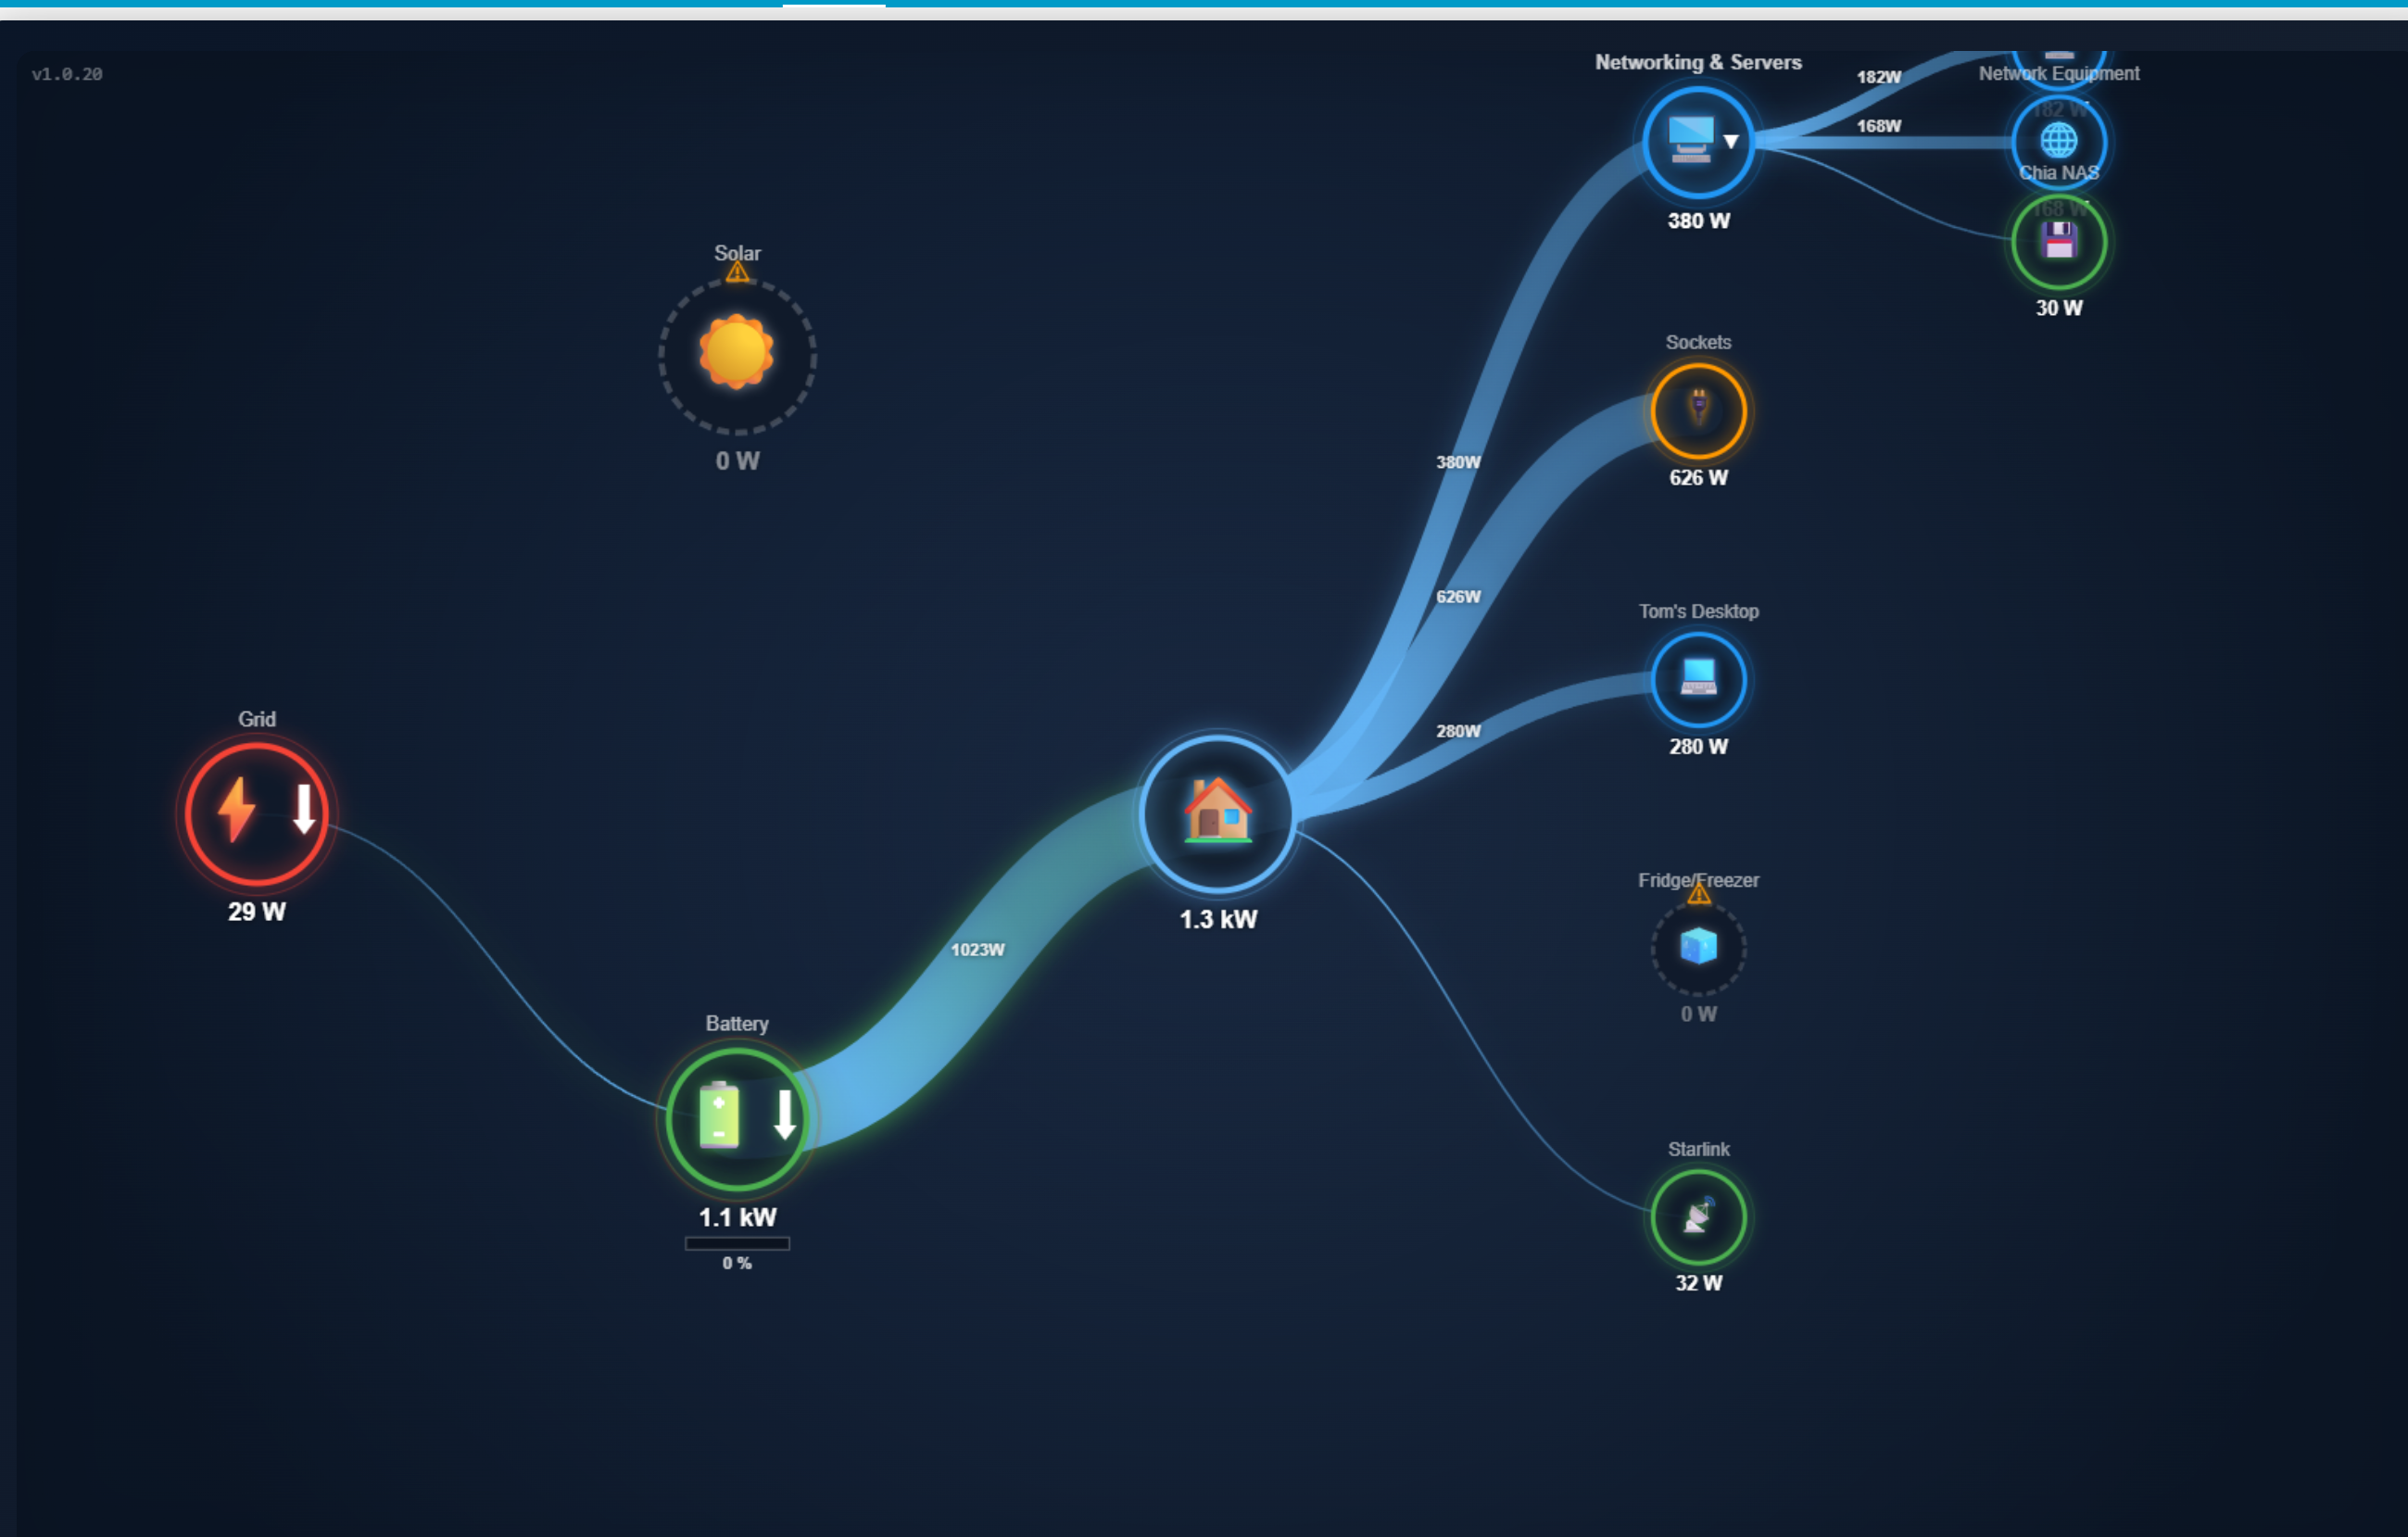 v1.0.20
Networking & Servers
182W
Network Equipment
182 W
168W
Chia NAS
380 W
168 W
30 W
Solar
0 W
Sockets
626 W
380W
626W
Tom's Desktop
280W
280 W
Grid
29 W
1.3 kW
1023W
Fridge/Freezer
0 W
Battery
1.1 kW
0 %
Starlink
32 W